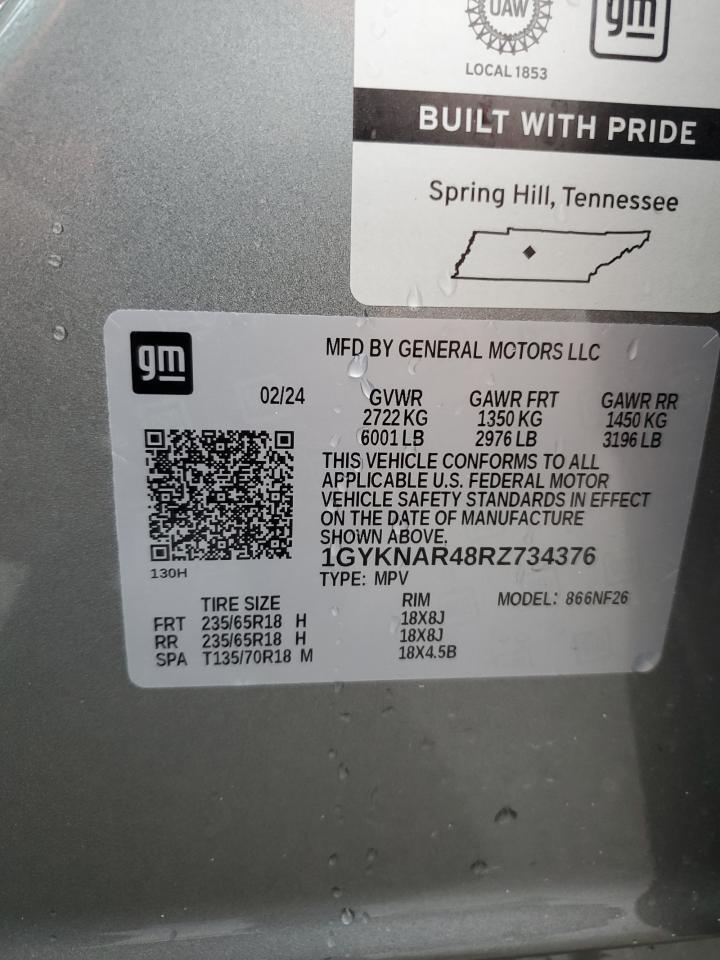 UAW
gm
LOCAL 1853
BUILT WITH PRIDE
Spring Hill, Tennessee
gm
MFD BY GENERAL MOTORS LLC
02/24 GVWR GAWR FRT GAWR RR
2722 KG 1350 KG 1450 KG
6001 LB 2976 LB 3196 LB
THIS VEHICLE CONFORMS TO ALL
APPLICABLE U.S. FEDERAL MOTOR
VEHICLE SAFETY STANDARDS IN EFFECT
ON THE DATE OF MANUFACTURE
SHOWN ABOVE.
1GYKNAR48RZ734376
130H
TYPE: MPV
TIRE SIZE RIM MODEL: 866NF26
FRT 235/65R18 H 18X8J
RR 235/65R18 H 18X8J
SPA T135/70R18 M 18X4.5B